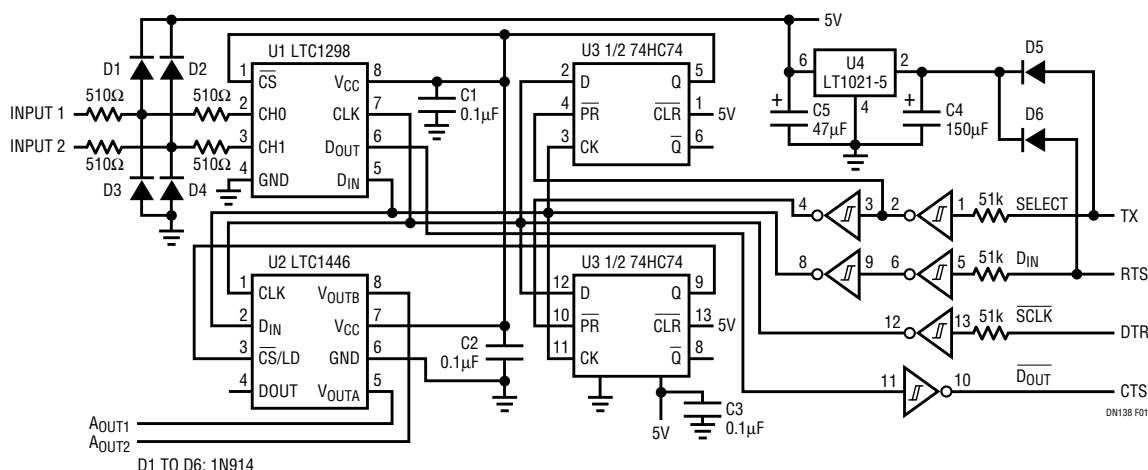 5V
U1 LTC1298
U3 1/2 74HC74
U4
LT1021-5
6
2
4
D5
D6
D1
D2
D3
D4
INPUT 1
INPUT 2
510Ω
510Ω
510Ω
510Ω
1
CS
VCC
8
2
CH0
CLK
7
3
CH1
DOUT
6
4
GND
DIN
5
C1
0.1µF
2
D
Q
5
4
PR
CLR
1
5V
3
CK
Q
6
+
C5
47µF
+
C4
150µF
4
3
2
1
51k
SELECT
TX
8
9
6
5
51k
DIN
RTS
12
13
51k
SCLK
DTR
11
10
DOUT
CTS
U2 LTC1446
1
CLK
VOUTB
8
2
DIN
VCC
7
3
CS/LD
GND
6
4
DOUT
VOUTA
5
C2
0.1µF
U3 1/2 74HC74
12
D
Q
9
10
PR
CLR
13
5V
11
CK
Q
8
5V
C3
0.1µF
AOUT1
AOUT2
D1 TO D6: 1N914
DN138 F01